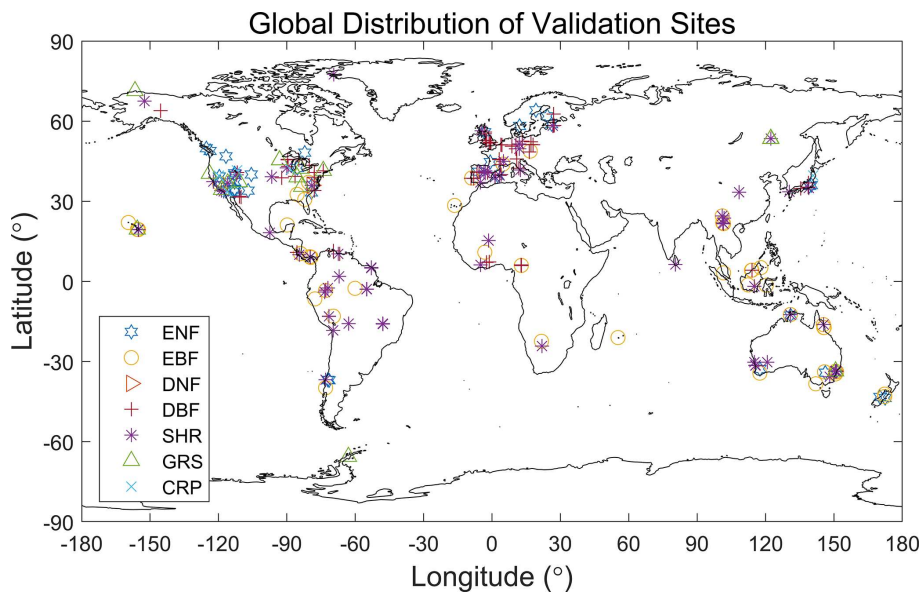 Global Distribution of Validation Sites
90
60
30
0
-30
-60
-90
Latitude (°)
ENF
EBF
DNF
DBF
SHR
GRS
CRP
-180 -150 -120 -90 -60 -30 0 30 60 90 120 150 180
Longitude (°)